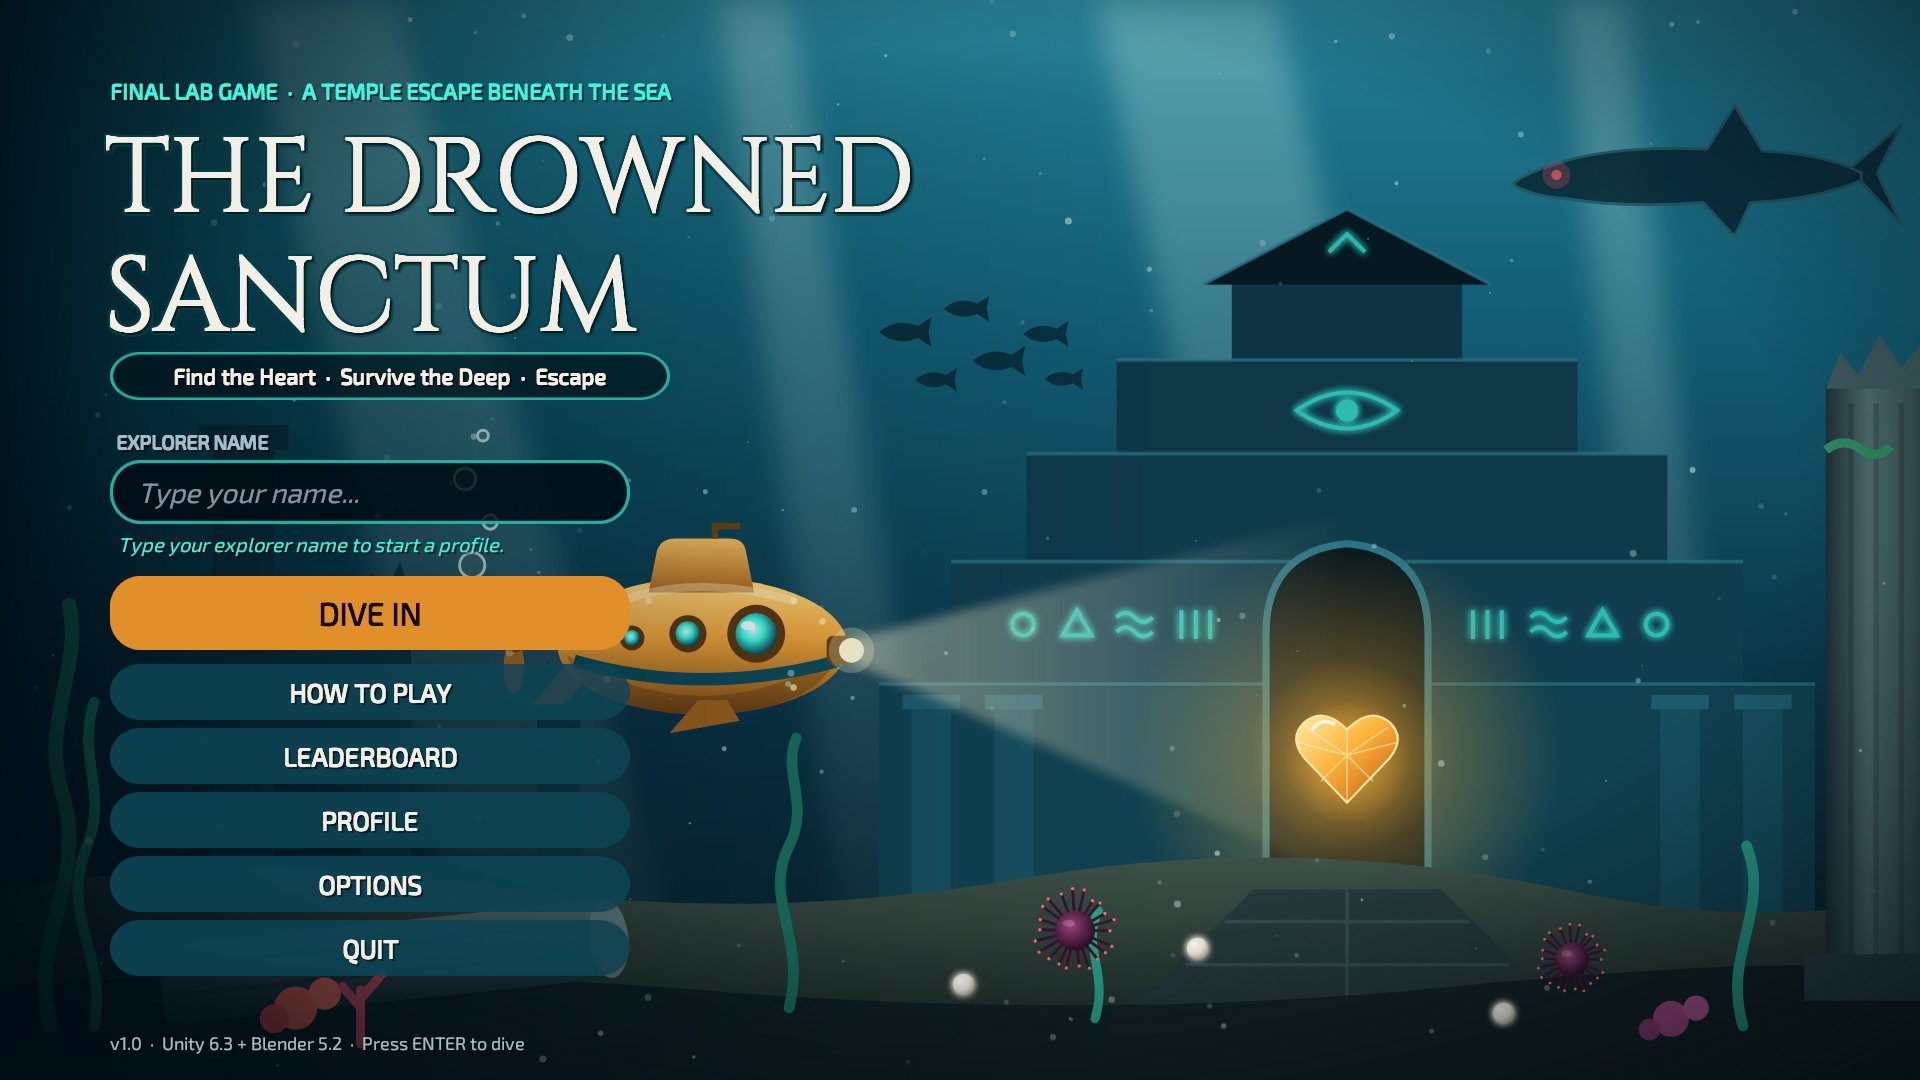 FINAL LAB GAME · A TEMPLE ESCAPE BENEATH THE SEA
THE DROWNED
SANCTUM
Find the Heart · Survive the Deep · Escape
EXPLORER NAME
Type your name...
Type your explorer name to start a profile.
DIVE IN
HOW TO PLAY
LEADERBOARD
PROFILE
OPTIONS
QUIT
v1.0 · Unity 6.3 + Blender 5.2 · Press ENTER to dive